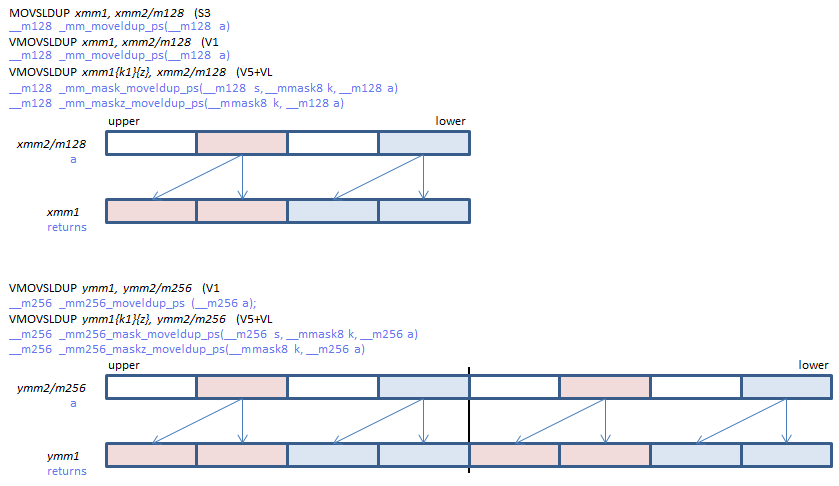 MOVSLDUP xmm1, xmm2/m128 (S3
__m128 _mm_moveldup_ps(__m128 a)
VMOVSLDUP xmm1, xmm2/m128 (V1
__m128 _mm_moveldup_ps(__m128 a)
VMOVSLDUP xmm1{k1}{z}, xmm2/m128 (V5+VL
__m128 _mm_mask_moveldup_ps(__m128 s, __mmask8 k, __m128 a)
__m128 _mm_maskz_moveldup_ps(__mmask8 k, __m128 a)
upper lower
xmm2/m128
a
xmm1
returns
VMOVSLDUP ymm1, ymm2/m256 (V1
__m256 _mm256_moveldup_ps (__m256 a);
VMOVSLDUP ymm1{k1}{z}, ymm2/m256 (V5+VL
__m256 _mm256_mask_moveldup_ps(__m256 s, __mmask8 k, __m256 a)
__m256 _mm256_maskz_moveldup_ps(__mmask8 k, __m256 a)
upper lower
ymm2/m256
a
ymm1
returns